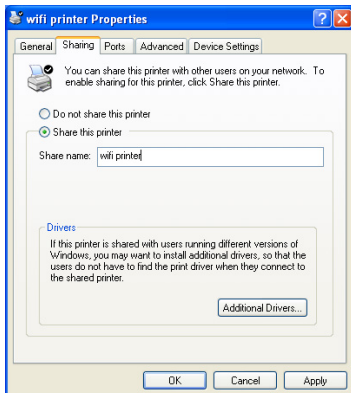 wifi printer Properties
General Sharing Ports Advanced Device Settings
You can share this printer with other users on your network. To
enable sharing for this printer, click Share this printer.
Do not share this printer
Share this printer
Share name: wifi printer
Drivers
If this printer is shared with users running different versions of
Windows, you may want to install additional drivers, so that the
users do not have to find the print driver when they connect to
the shared printer.
Additional Drivers...
OK Cancel Apply